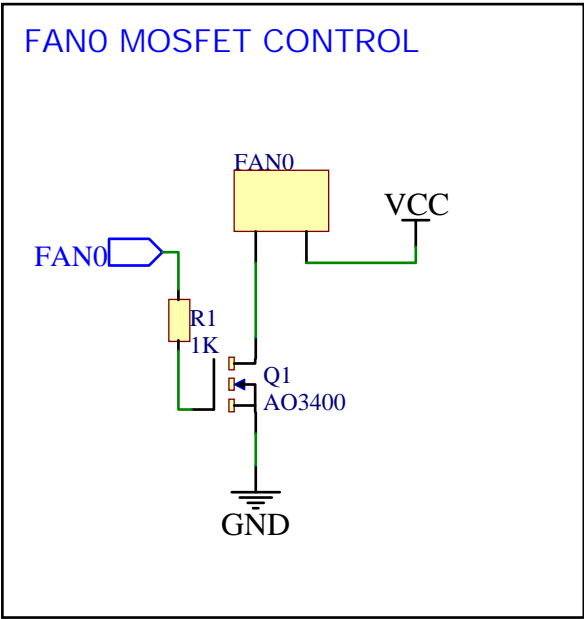 FAN0 MOSFET CONTROL
FAN0
VCC
FAN0
R1
1K
Q1
AO3400
GND